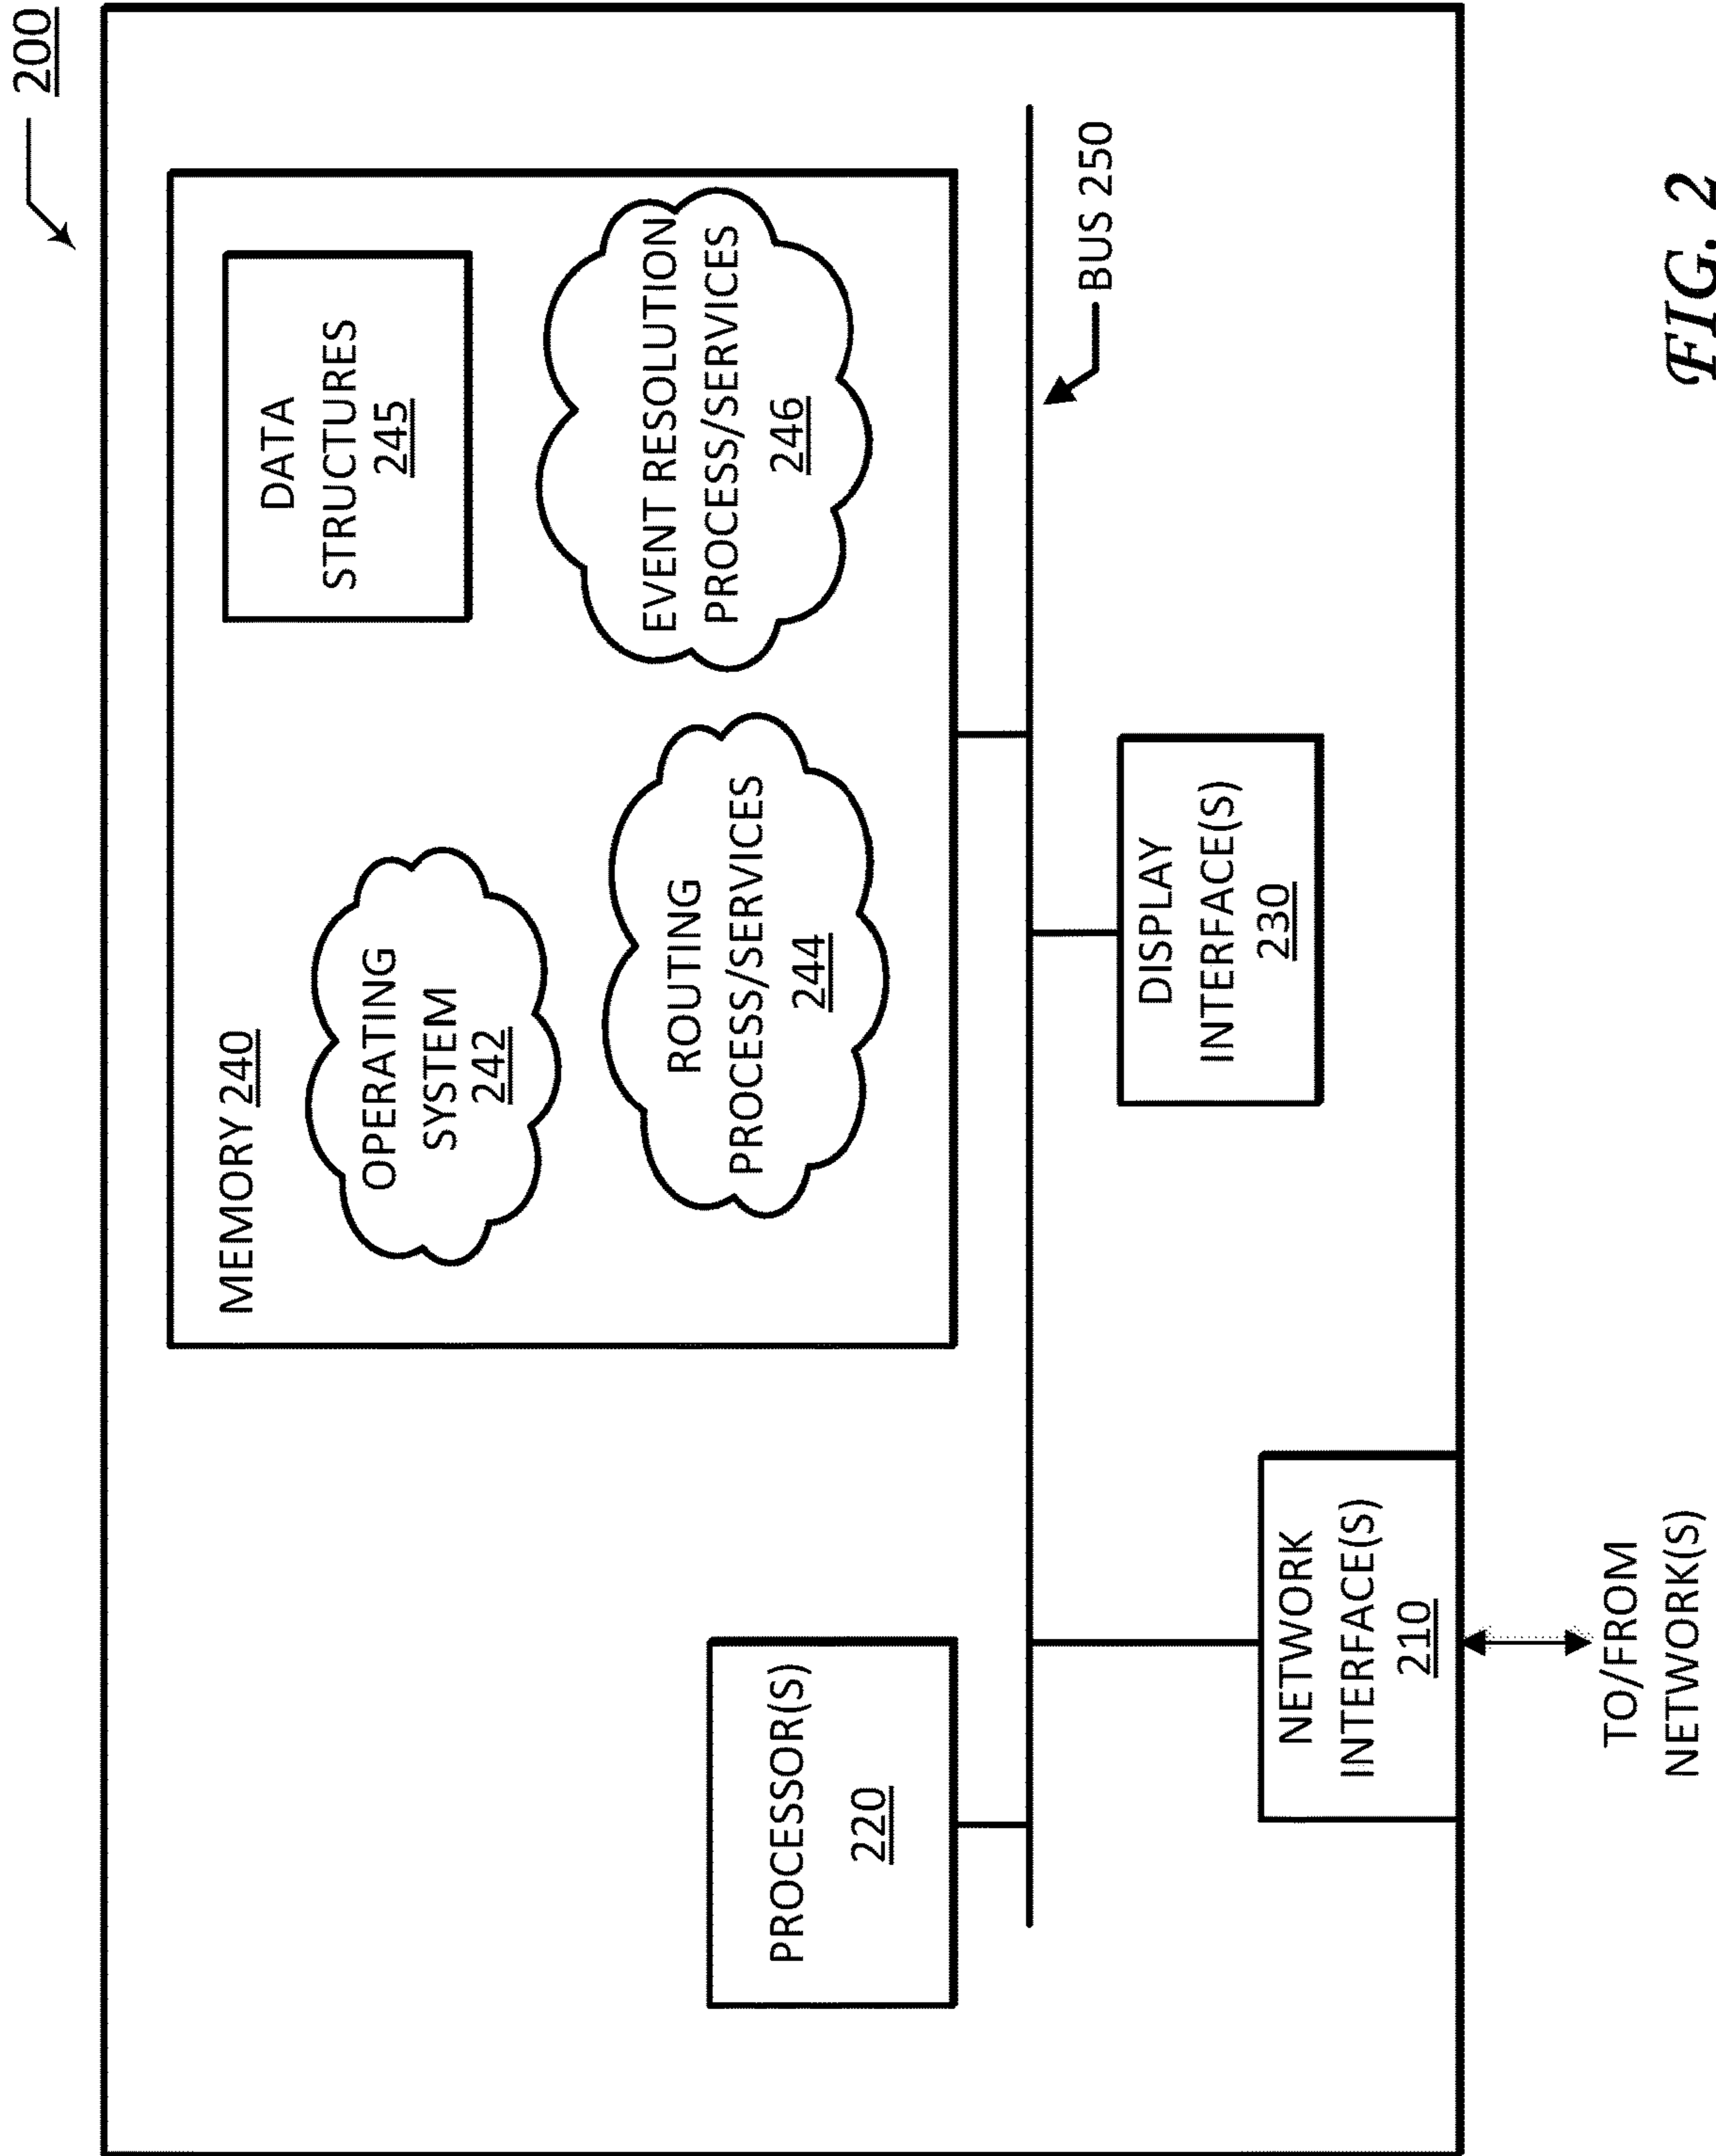 200
MEMORY 240
OPERATING
SYSTEM
242
DATA
STRUCTURES
245
ROUTING
PROCESS/SERVICES
244
EVENT RESOLUTION
PROCESS/SERVICES
246
PROCESSOR(S)
220
BUS 250
NETWORK
INTERFACE(S)
210
DISPLAY
INTERFACE(S)
230
TO/FROM
NETWORK(S)
FIG. 2